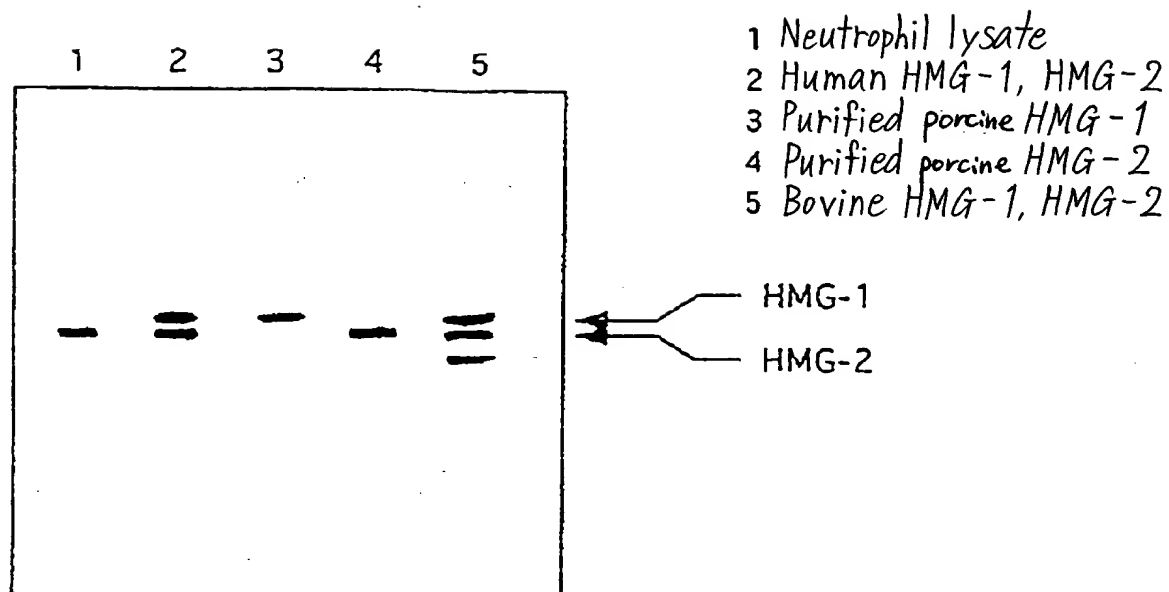 1 2 3 4 5
1 Neutrophil lysate
2 Human HMG-1, HMG-2
3 Purified porcine HMG-1
4 Purified porcine HMG-2
5 Bovine HMG-1, HMG-2
HMG-1
HMG-2